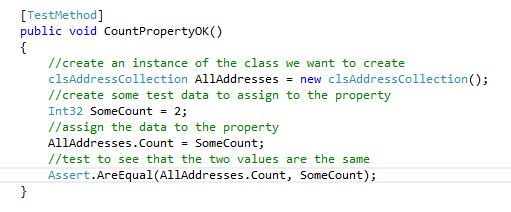 [TestMethod]
public void CountPropertyOK()
{
//create an instance of the class we want to create
clsAddressCollection AllAddresses = new clsAddressCollection();
//create some test data to assign to the property
Int32 SomeCount = 2;
//assign the data to the property
AllAddresses.Count = SomeCount;
//test to see that the two values are the same
Assert.AreEqual(AllAddresses.Count, SomeCount);
}